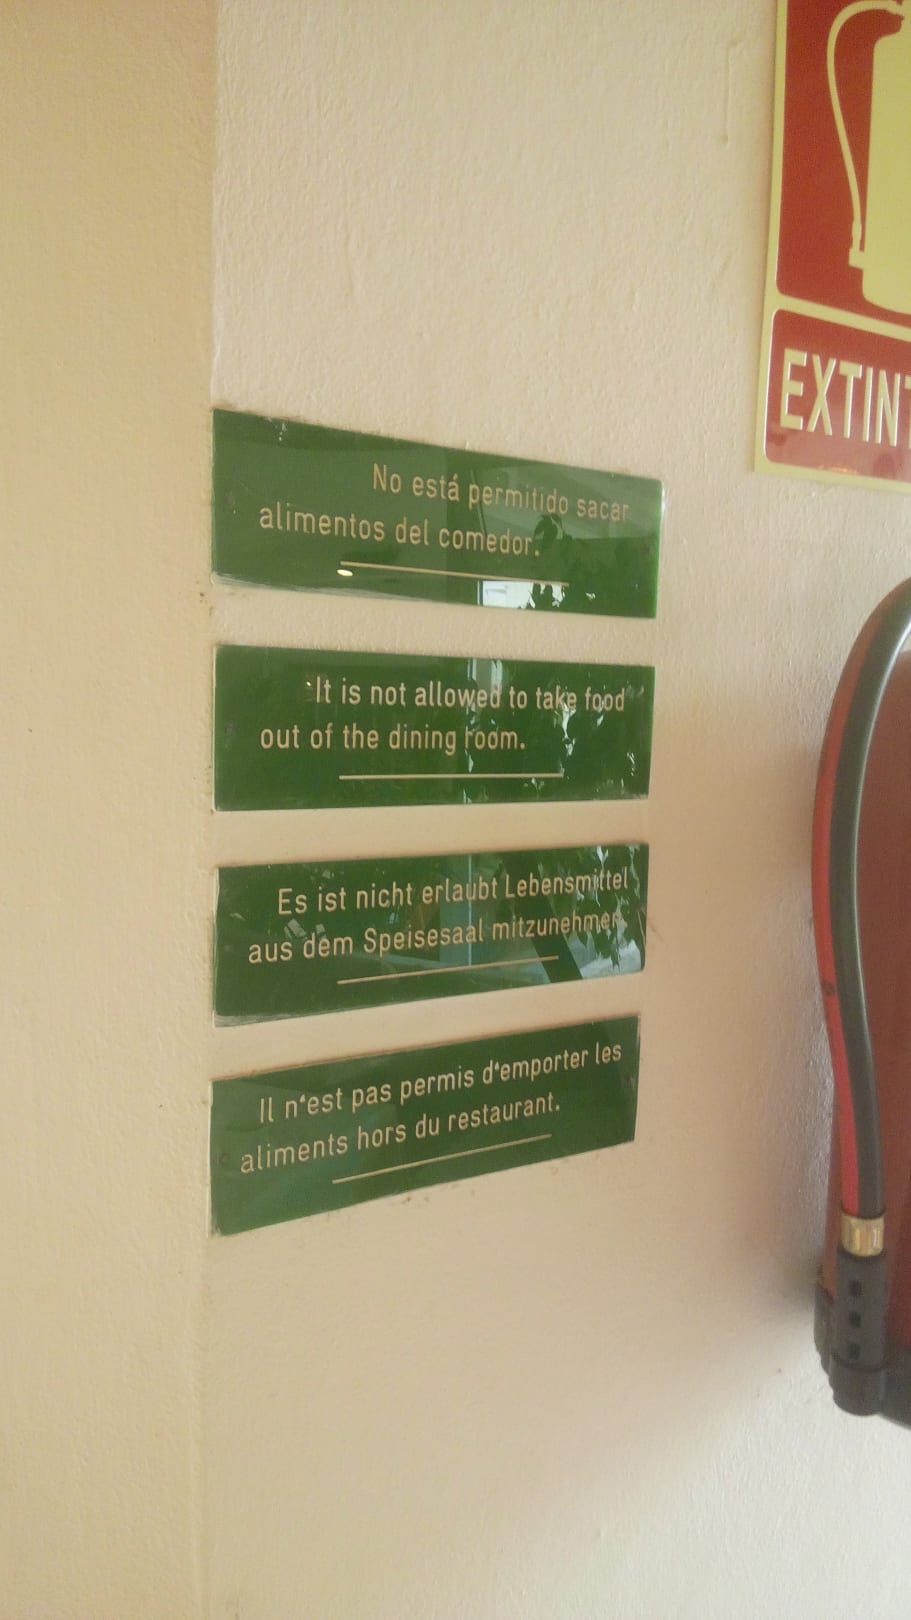 No está permitido sacar
alimentos del comedor.
It is not allowed to take food
out of the dining room.
Es ist nicht erlaubt Lebensmittel
aus dem Speisesaal mitzunehmen
Il n'est pas permis d'emporter les
aliments hors du restaurant.